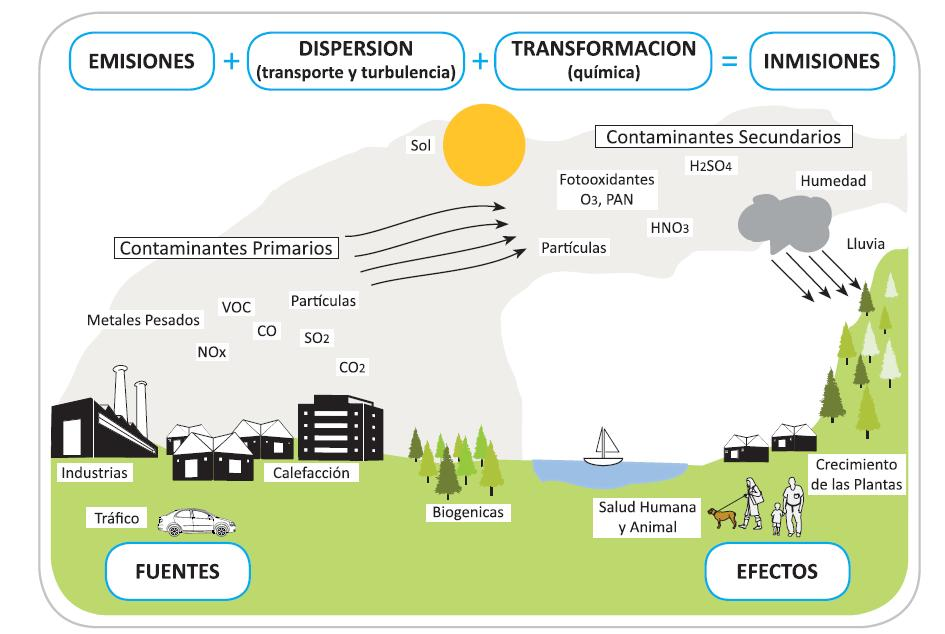 EMISIONES + DISPERSION (transporte y turbulencia) + TRANSFORMACION (química) = INMISIONES
Sol
Contaminantes Secundarios
H2SO4
Fotooxidantes
O3, PAN
Humedad
HNO3
Contaminantes Primarios
Partículas
Lluvia
Partículas
VOC
Metales Pesados
CO
SO2
NOx
CO2
Industrias
Calefacción
Crecimiento
de las Plantas
Biogenicas
Salud Humana
y Animal
Tráfico
FUENTES
EFECTOS